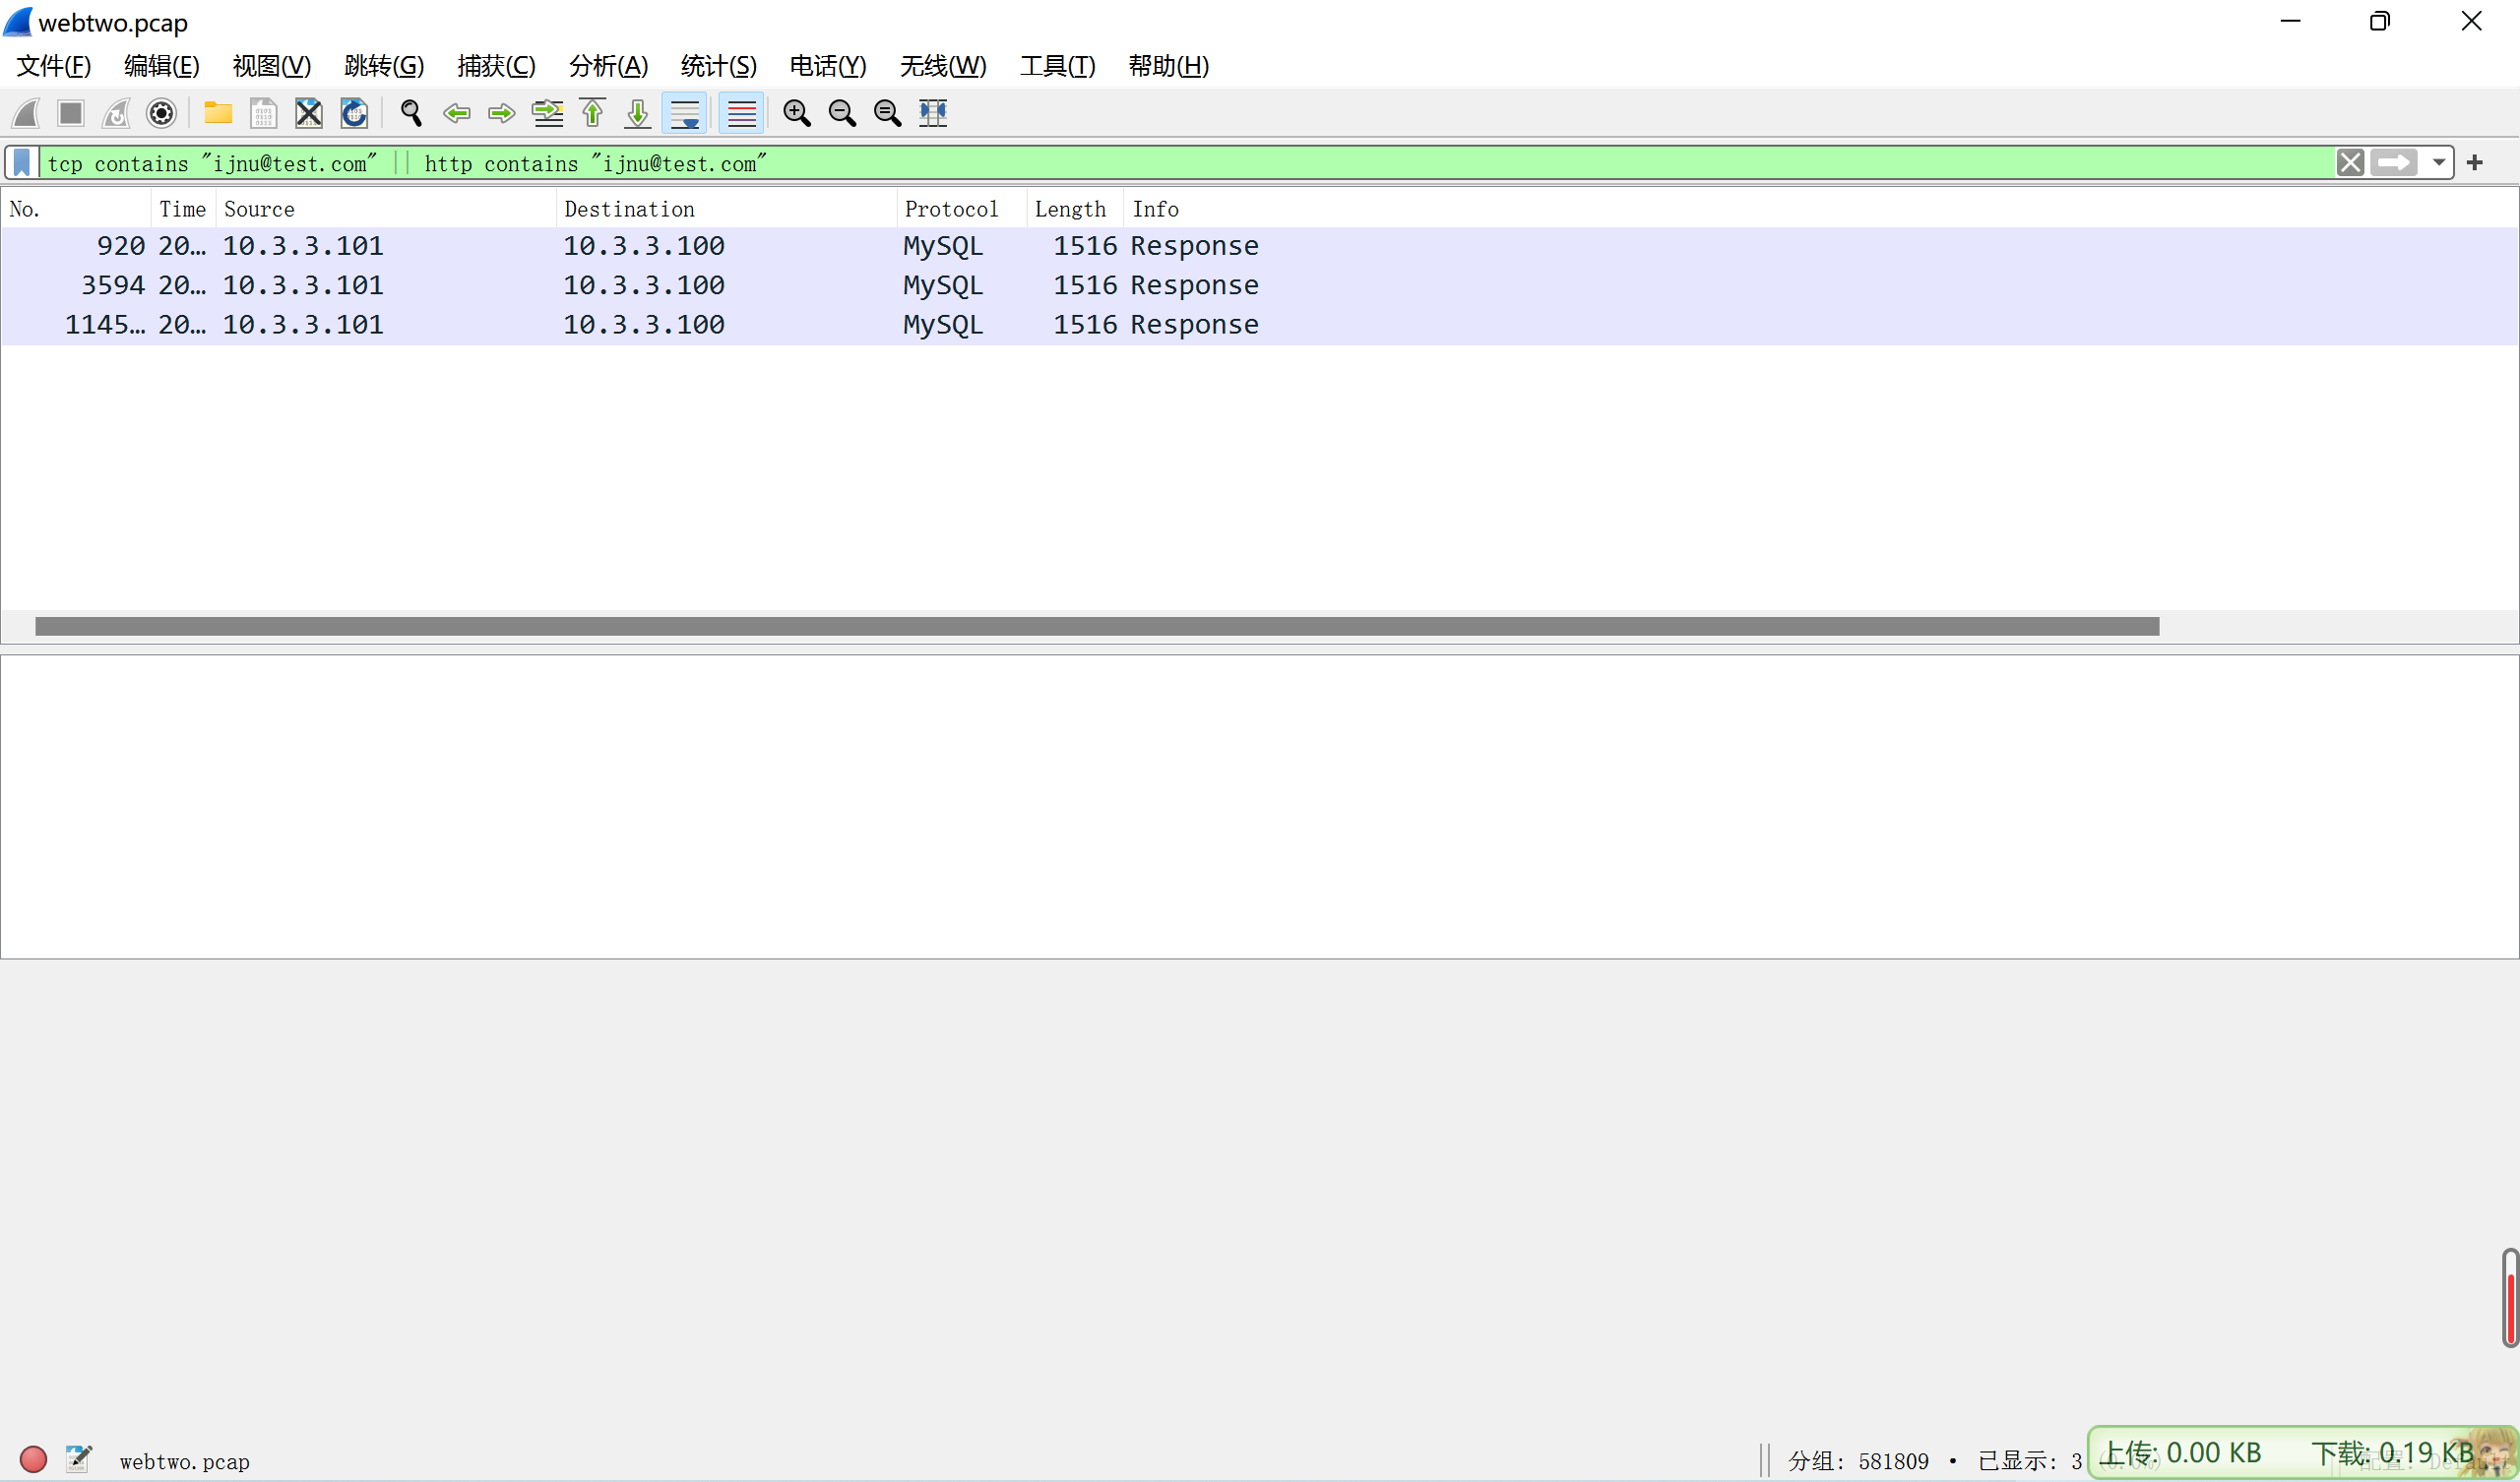 webtwo.pcap
文件(F) 编辑(E) 视图(V) 跳转(G) 捕获(C) 分析(A) 统计(S) 电话(Y) 无线(W) 工具(T) 帮助(H)
tcp contains "ijnu@test.com" || http contains "ijnu@test.com"
No. Time Source Destination Protocol Length Info
920 20… 10.3.3.101 10.3.3.100 MySQL 1516 Response
3594 20… 10.3.3.101 10.3.3.100 MySQL 1516 Response
1145… 20… 10.3.3.101 10.3.3.100 MySQL 1516 Response
webtwo.pcap 分组: 581809 · 已显示: 3 上传: 0.00 KB 下载: 0.19 KB